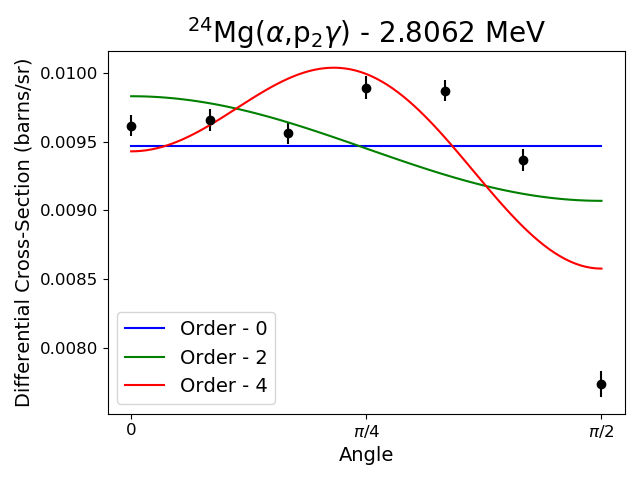 ²⁴Mg(α,p₂γ) - 2.8062 MeV
Differential Cross-Section (barns/sr)
0.0100
0.0095
0.0090
0.0085
0.0080
Order - 0
Order - 2
Order - 4
0 π/4 π/2
Angle